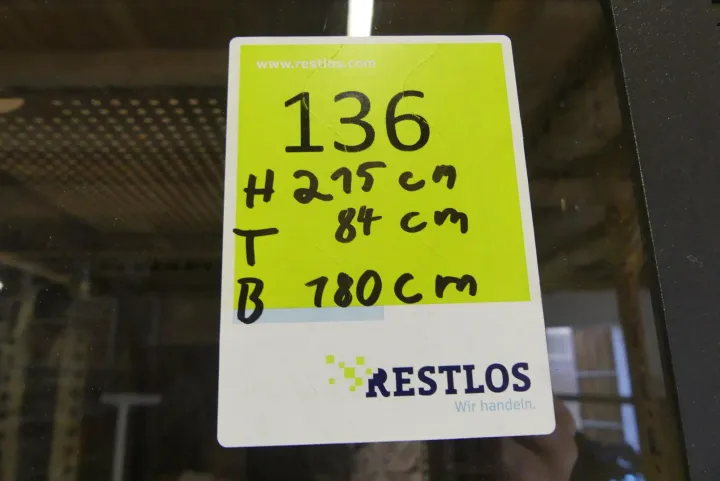 www.restlos.com
136
H 215 cm
T 84 cm
B 180 cm
RESTLOS
Wir handeln.